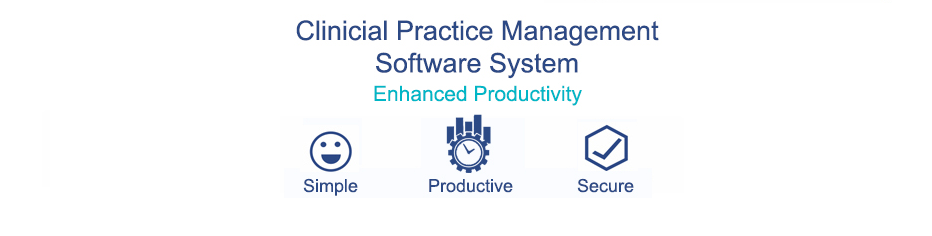 Clinicial Practice Management
Software System
Enhanced Productivity
Simple Productive Secure